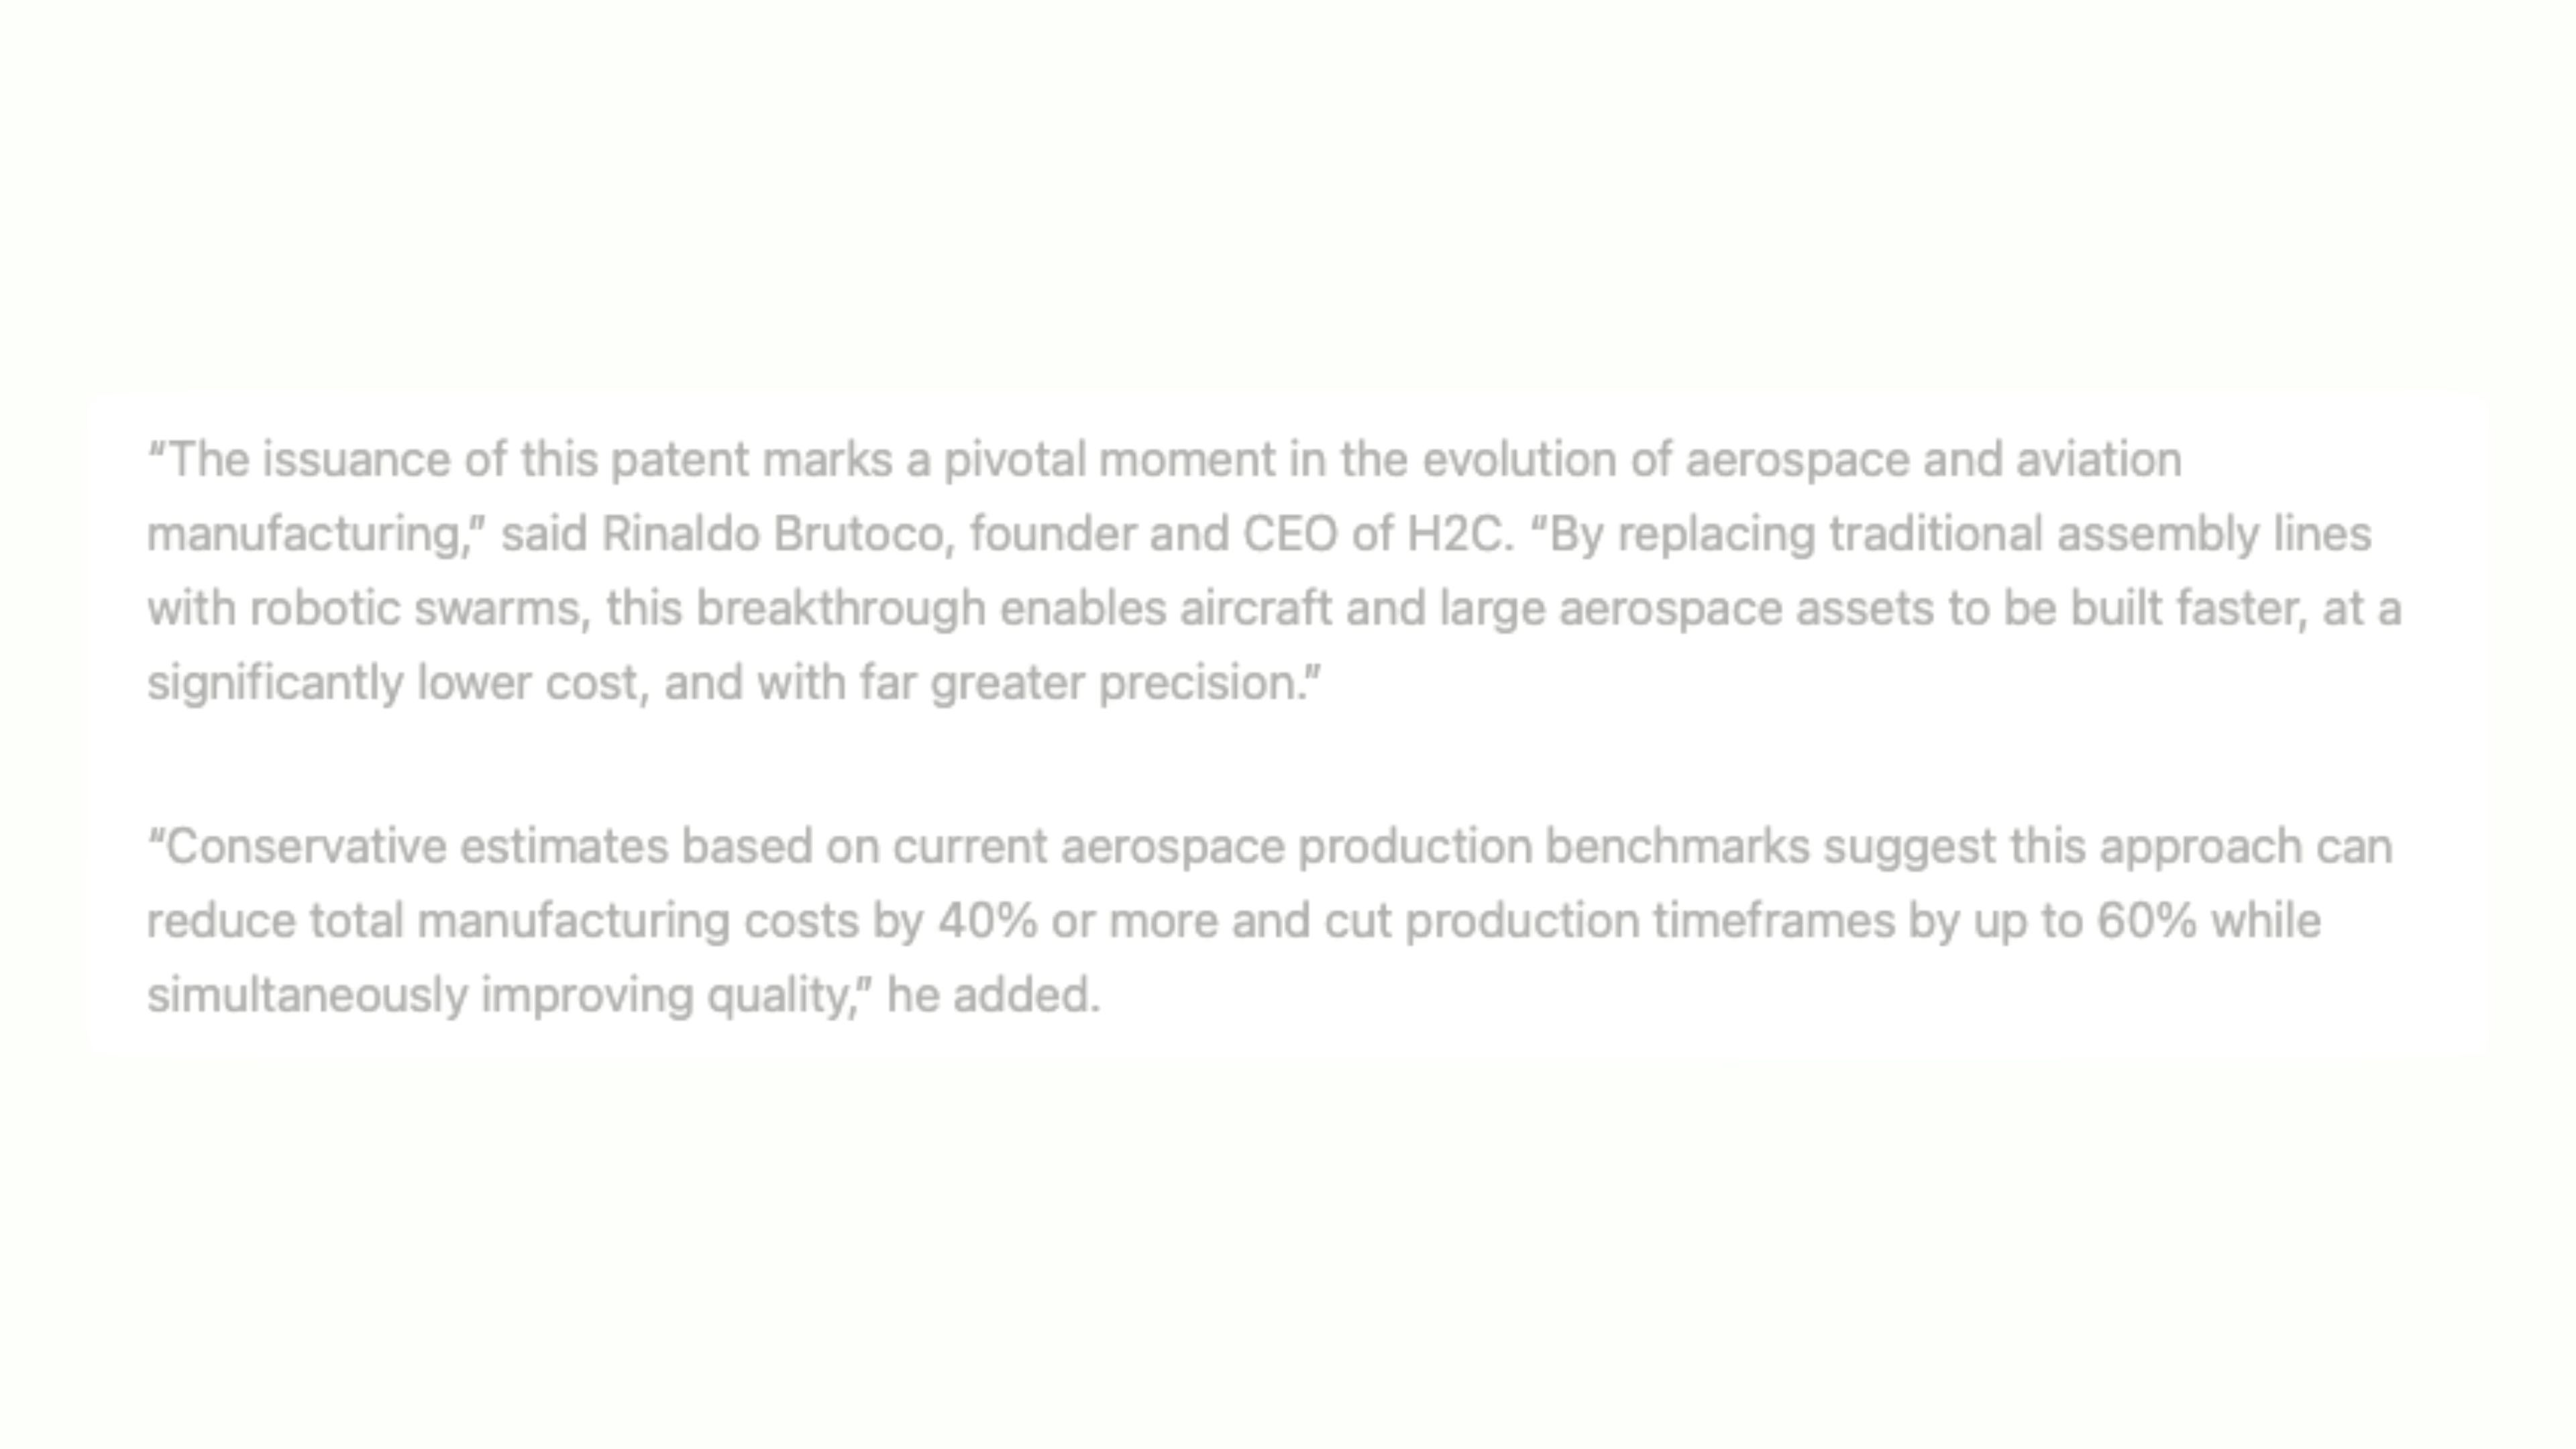 “The issuance of this patent marks a pivotal moment in the evolution of aerospace and aviation
manufacturing,” said Rinaldo Brutoco, founder and CEO of H2C. “By replacing traditional assembly lines
with robotic swarms, this breakthrough enables aircraft and large aerospace assets to be built faster, at a
significantly lower cost, and with far greater precision.”
“Conservative estimates based on current aerospace production benchmarks suggest this approach can
reduce total manufacturing costs by 40% or more and cut production timeframes by up to 60% while
simultaneously improving quality,” he added.